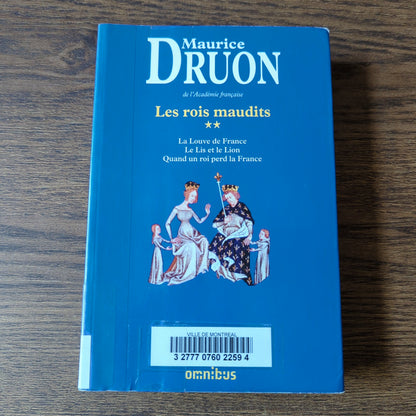 Maurice
DRUON
de l'Académie française
Les rois maudits
★★
La Louve de France
Le Lis et le Lion
Quand un roi perd la France
VILLE DE MONTREAL
3 2777 0760 2259 4
omnibus